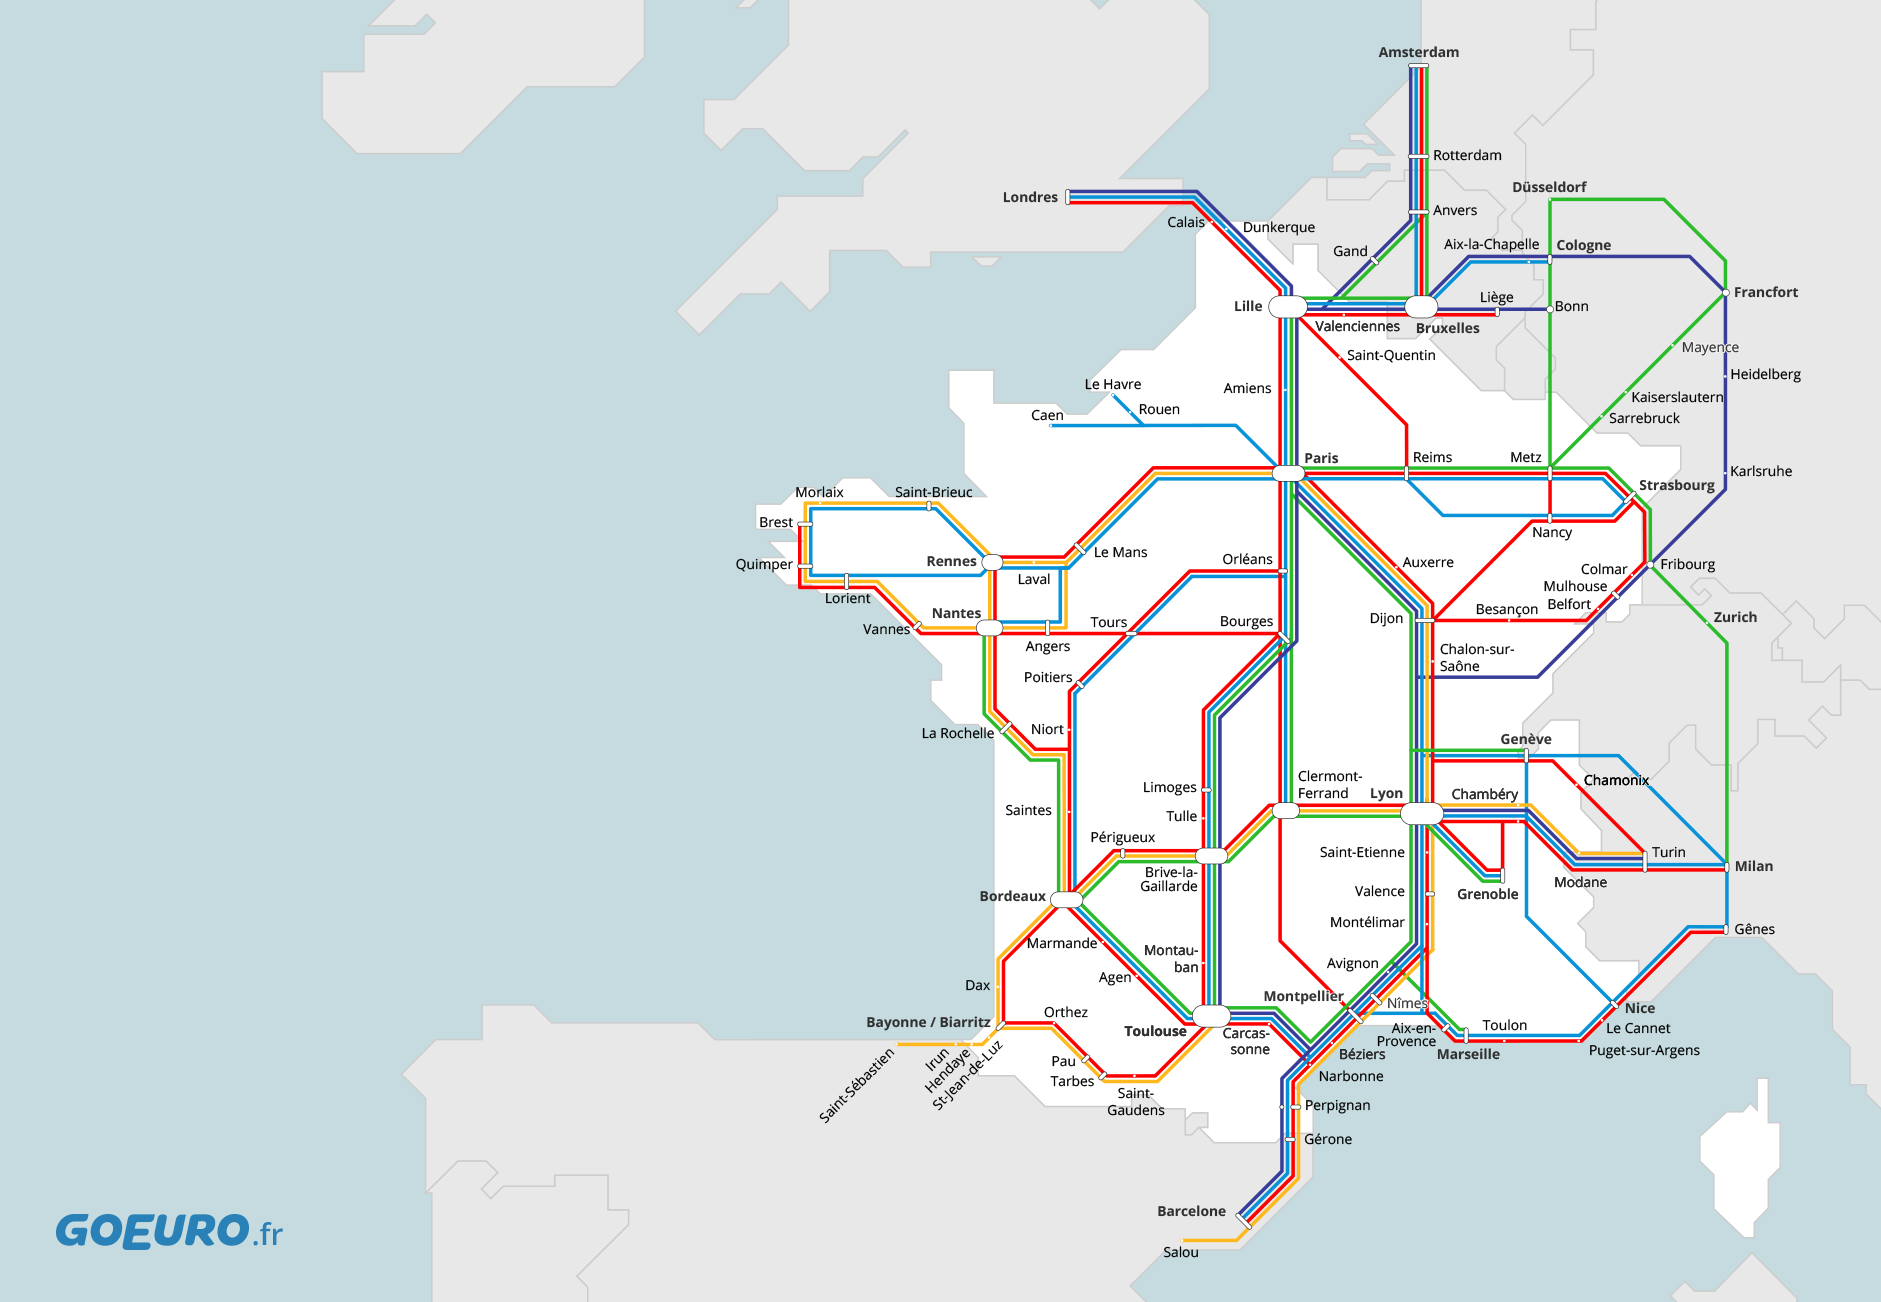 Amsterdam
Rotterdam
Düsseldorf
Londres
Anvers
Calais
Dunkerque
Gand
Aix-la-Chapelle
Cologne
Francfort
Lille
Liège
Bonn
Valenciennes
Bruxelles
Saint-Quentin
Mayence
Heidelberg
Le Havre
Amiens
Kaiserslautern
Caen
Rouen
Sarrebruck
Paris
Reims
Metz
Karlsruhe
Strasbourg
Morlaix
Saint-Brieuc
Brest
Nancy
Le Mans
Rennes
Orléans
Auxerre
Quimper
Laval
Colmar
Fribourg
Mulhouse
Lorient
Belfort
Nantes
Besançon
Vannes
Tours
Bourges
Dijon
Zurich
Angers
Chalon-sur-
Saône
Poitiers
La Rochelle
Niort
Genève
Clermont-
Ferrand
Chamonix
Limoges
Lyon
Chambéry
Saintes
Tulle
Périgueux
Saint-Etienne
Turin
Milan
Brive-la-
Gaillarde
Valence
Modane
Grenoble
Bordeaux
Montélimar
Gênes
Marmande
Montau-
ban
Avignon
Agen
Dax
Montpellier
Nîmes
Nice
Bayonne / Biarritz
Orthez
Toulouse
Carcas-
sonne
Aix-en-
Provence
Toulon
Le Cannet
Marseille
Puget-sur-Argens
Béziers
Saint-Sébastien
Irun
Hendaye
St-Jean-de-Luz
Pau
Tarbes
Narbonne
Saint-
Gaudens
Perpignan
Gérone
Barcelone
Salou
GOEURO.fr